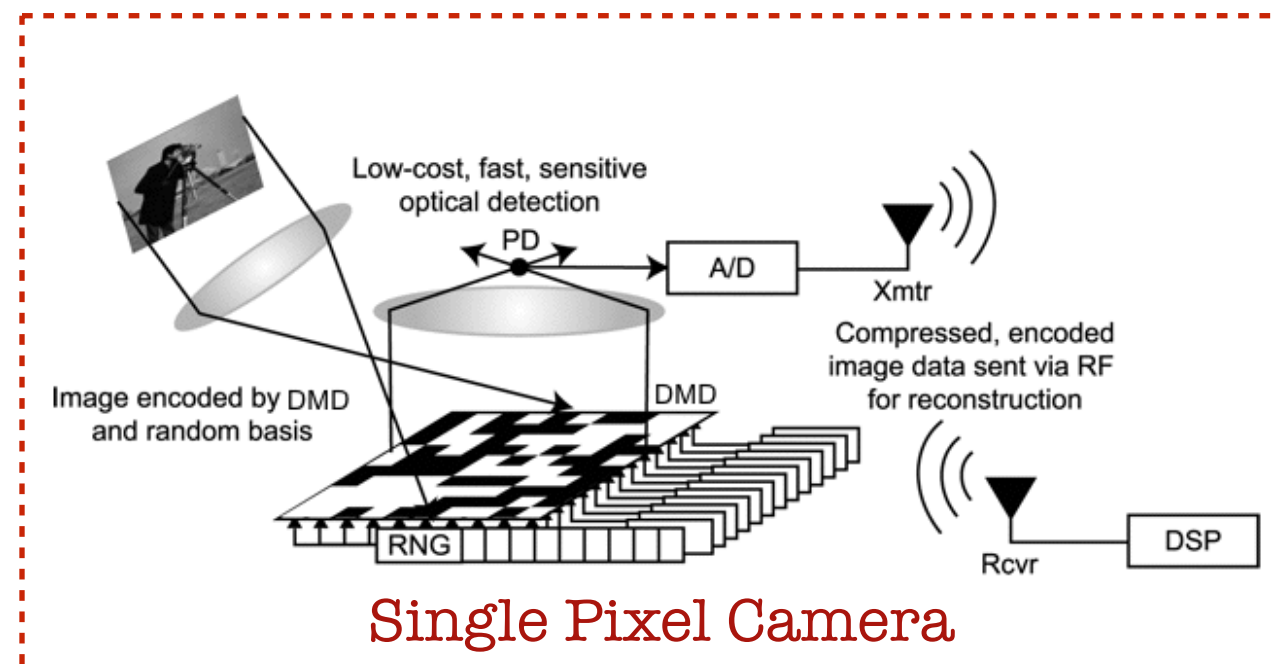 Low-cost, fast, sensitive
optical detection
PD
A/D
Xmtr
Compressed, encoded
image data sent via RF
for reconstruction
Image encoded by DMD
and random basis
DMD
RNG
Rcvr
DSP
Single Pixel Camera